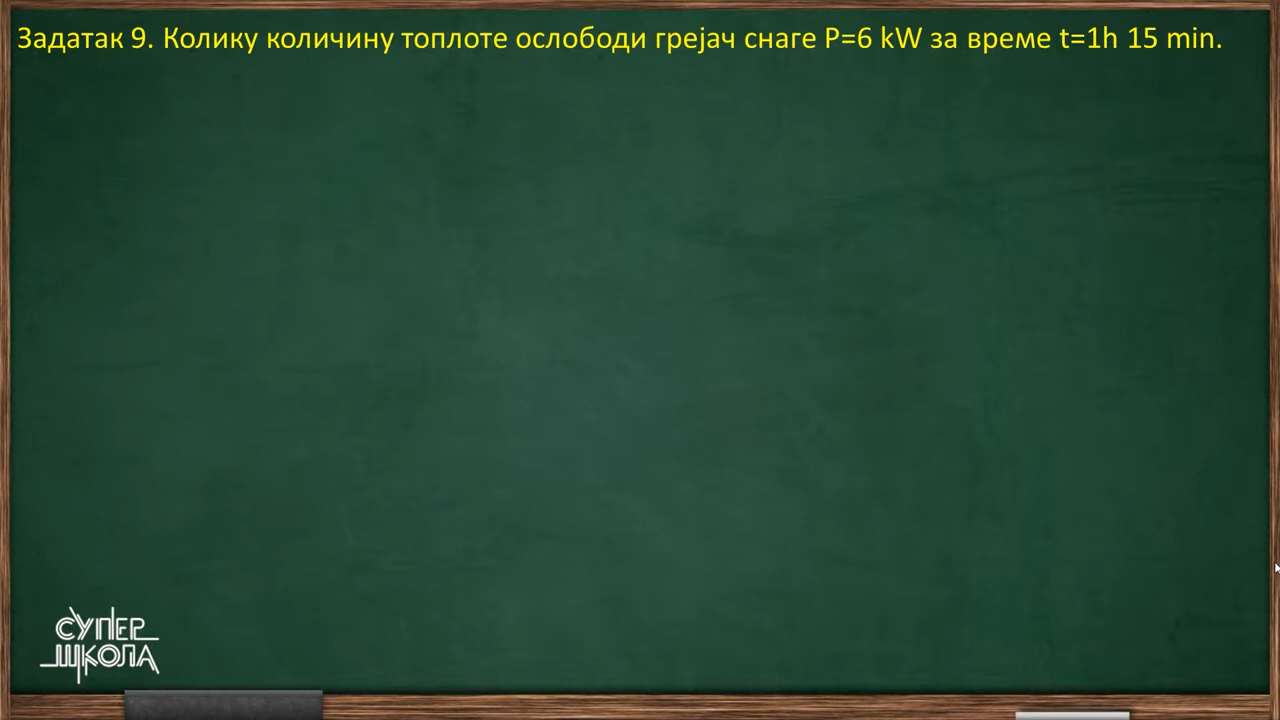 Задатак 9. Колику количину топлоте ослободи грејач снаге P=6 kW за време t=1h 15 min.
СУПЕР
ШКОЛА